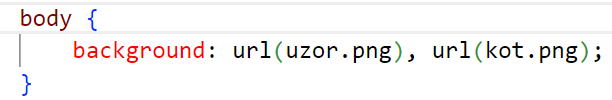 body {
    background: url(uzor.png), url(kot.png);
}